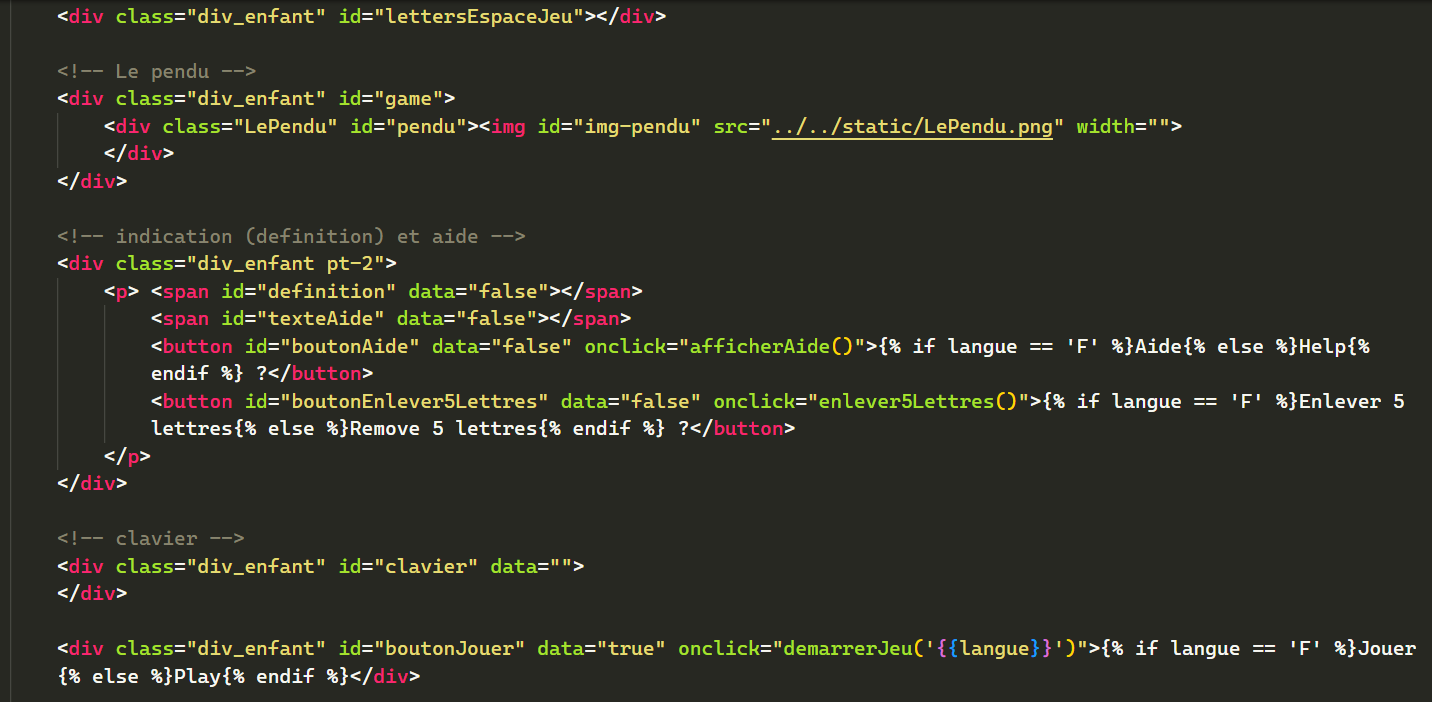 <div class="div_enfant" id="lettersEspaceJeu"></div>
<!-- Le pendu -->
<div class="div_enfant" id="game">
<div class="LePendu" id="pendu"><img id="img-pendu" src="../../static/LePendu.png" width="">
</div>
</div>
<!-- indication (definition) et aide -->
<div class="div_enfant pt-2">
<p> <span id="definition" data="false"></span>
<span id="texteAide" data="false"></span>
<button id="boutonAide" data="false" onclick="afficherAide()">{% if langue == 'F' %}Aide{% else %}Help{%
endif %} ?</button>
<button id="boutonEnlever5Lettres" data="false" onclick="enlever5Lettres()">{% if langue == 'F' %}Enlever 5
lettres{% else %}Remove 5 lettres{% endif %} ?</button>
</p>
</div>
<!-- clavier -->
<div class="div_enfant" id="clavier" data="">
</div>
<div class="div_enfant" id="boutonJouer" data="true" onclick="demarrerJeu('{{langue}}')">{% if langue == 'F' %}Jouer
{% else %}Play{% endif %}</div>